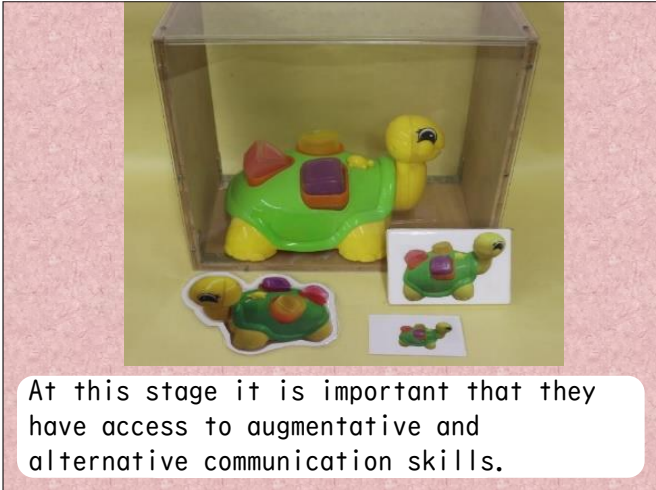 At this stage it is important that they
have access to augmentative and
alternative communication skills.